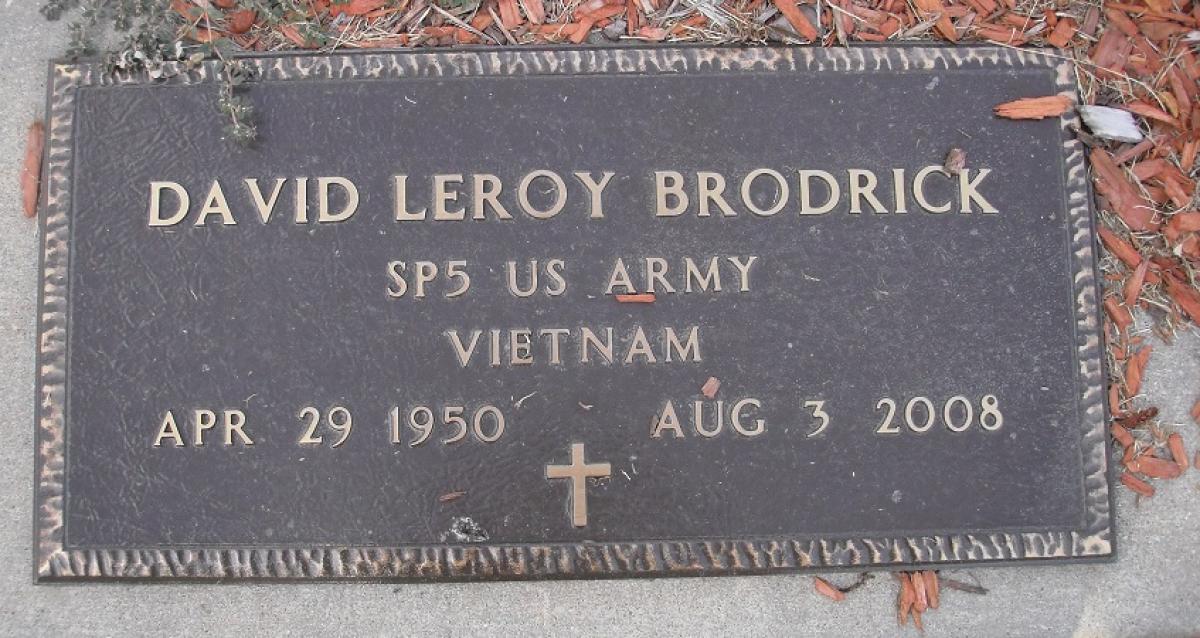 DAVID LEROY BRODRICK
SP5 US ARMY
VIETNAM
APR 29 1950 AUG 3 2008